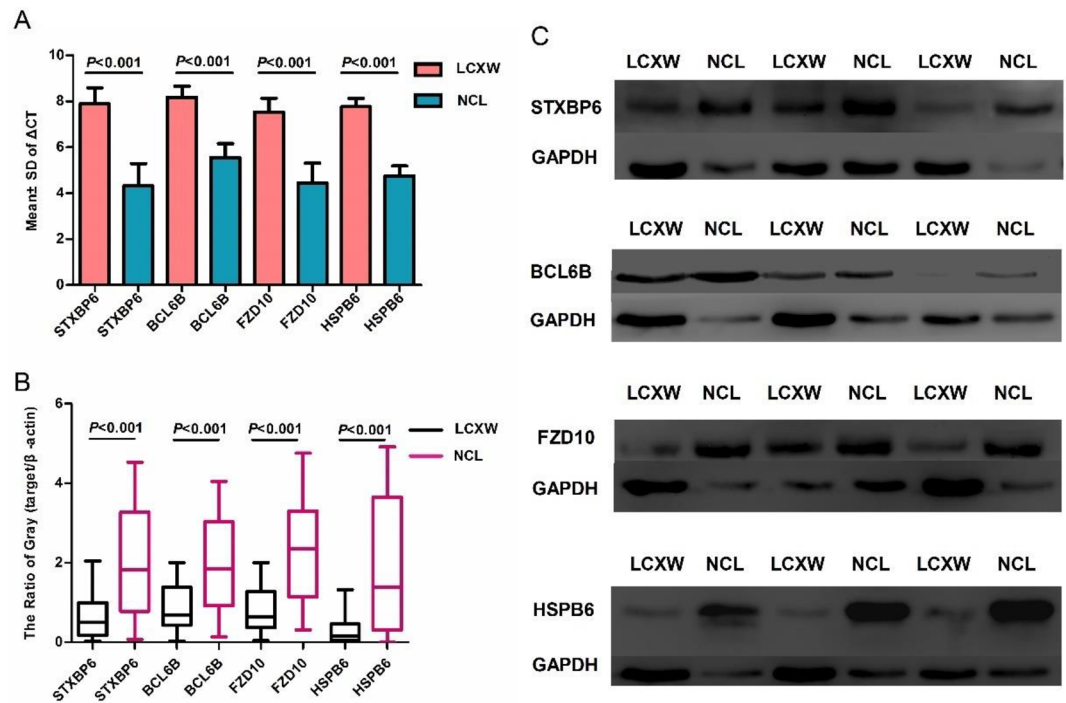 A
Mean± SD of ΔCT
10
8
6
4
2
0
P<0.001 P<0.001 P<0.001 P<0.001
LCXW
NCL
STXBP6 STXBP6 BCL6B BCL6B FZD10 FZD10 HSPB6 HSPB6
B
The Ratio of Gray (target/β -actin)
6
4
2
0
P<0.001 P<0.001 P<0.001 P<0.001
LCXW
NCL
STXBP6 STXBP6 BCL6B BCL6B FZD10 FZD10 HSPB6 HSPB6
C
LCXW NCL LCXW NCL LCXW NCL
STXBP6
GAPDH
LCXW NCL LCXW NCL LCXW NCL
BCL6B
GAPDH
LCXW NCL LCXW NCL LCXW NCL
FZD10
GAPDH
LCXW NCL LCXW NCL LCXW NCL
HSPB6
GAPDH